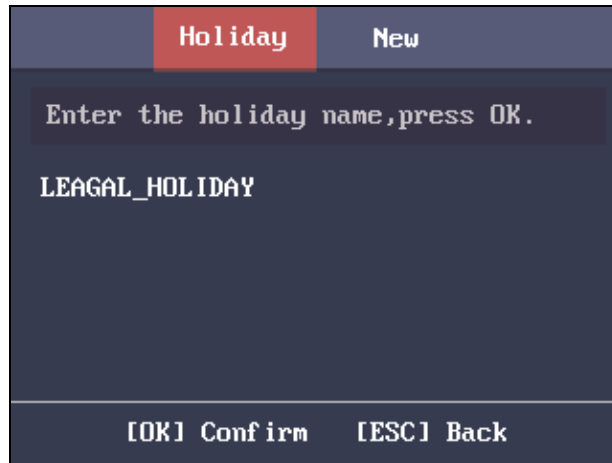 Holiday New
Enter the holiday name,press OK.
LEAGAL_HOLIDAY
[OK] Confirm [ESC] Back